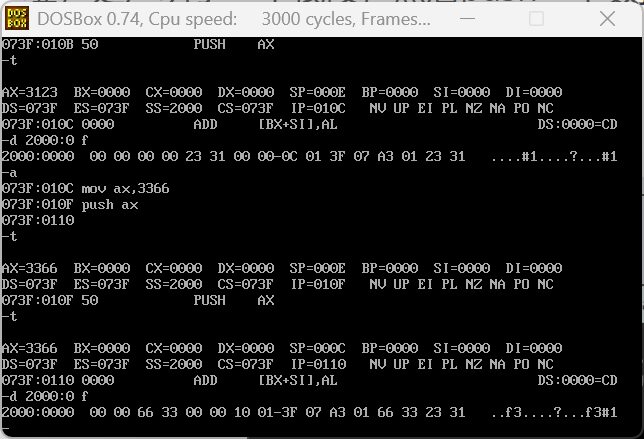 DOSBox 0.74, Cpu speed: 3000 cycles, Frames...
073F:010B 50 PUSH AX
-t
AX=3123 BX=0000 CX=0000 DX=0000 SP=000E BP=0000 SI=0000 DI=0000
DS=073F ES=073F SS=2000 CS=073F IP=010C NV UP EI PL NZ NA PO NC
073F:010C 0000 ADD [BX+SI],AL DS:0000=CD
-d 2000:0 f
2000:0000 00 00 00 00 23 31 00 00-0C 01 3F 07 A3 01 23 31 ....#1....?...#1
-a
073F:010C mov ax,3366
073F:010F push ax
073F:0110
-t
AX=3366 BX=0000 CX=0000 DX=0000 SP=000E BP=0000 SI=0000 DI=0000
DS=073F ES=073F SS=2000 CS=073F IP=010F NV UP EI PL NZ NA PO NC
073F:010F 50 PUSH AX
-t
AX=3366 BX=0000 CX=0000 DX=0000 SP=000C BP=0000 SI=0000 DI=0000
DS=073F ES=073F SS=2000 CS=073F IP=0110 NV UP EI PL NZ NA PO NC
073F:0110 0000 ADD [BX+SI],AL DS:0000=CD
-d 2000:0 f
2000:0000 00 00 66 33 00 00 10 01-3F 07 A3 01 66 33 23 31 ..f3....?...f3#1
-